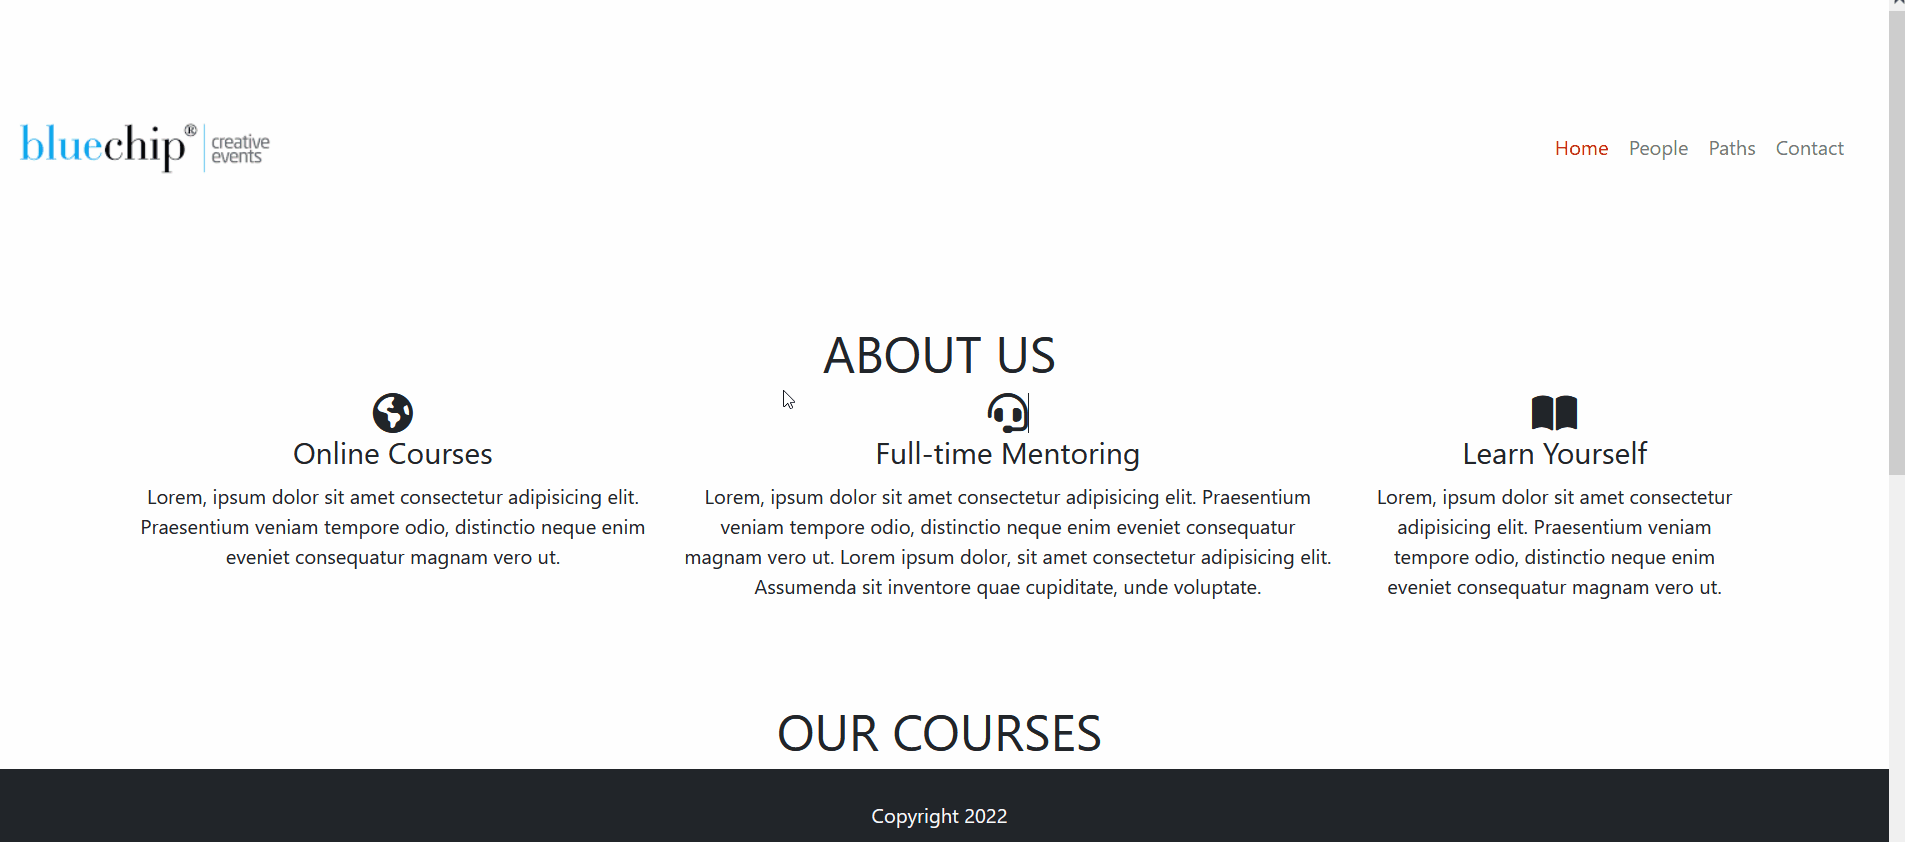 bluechip® creative events
Home People Paths Contact
ABOUT US
Online Courses
Lorem, ipsum dolor sit amet consectetur adipisicing elit.
Praesentium veniam tempore odio, distinctio neque enim
eveniet consequatur magnam vero ut.
Full-time Mentoring
Lorem, ipsum dolor sit amet consectetur adipisicing elit. Praesentium
veniam tempore odio, distinctio neque enim eveniet consequatur
magnam vero ut. Lorem ipsum dolor, sit amet consectetur adipisicing elit.
Assumenda sit inventore quae cupiditate, unde voluptate.
Learn Yourself
Lorem, ipsum dolor sit amet consectetur
adipisicing elit. Praesentium veniam
tempore odio, distinctio neque enim
eveniet consequatur magnam vero ut.
OUR COURSES
Copyright 2022